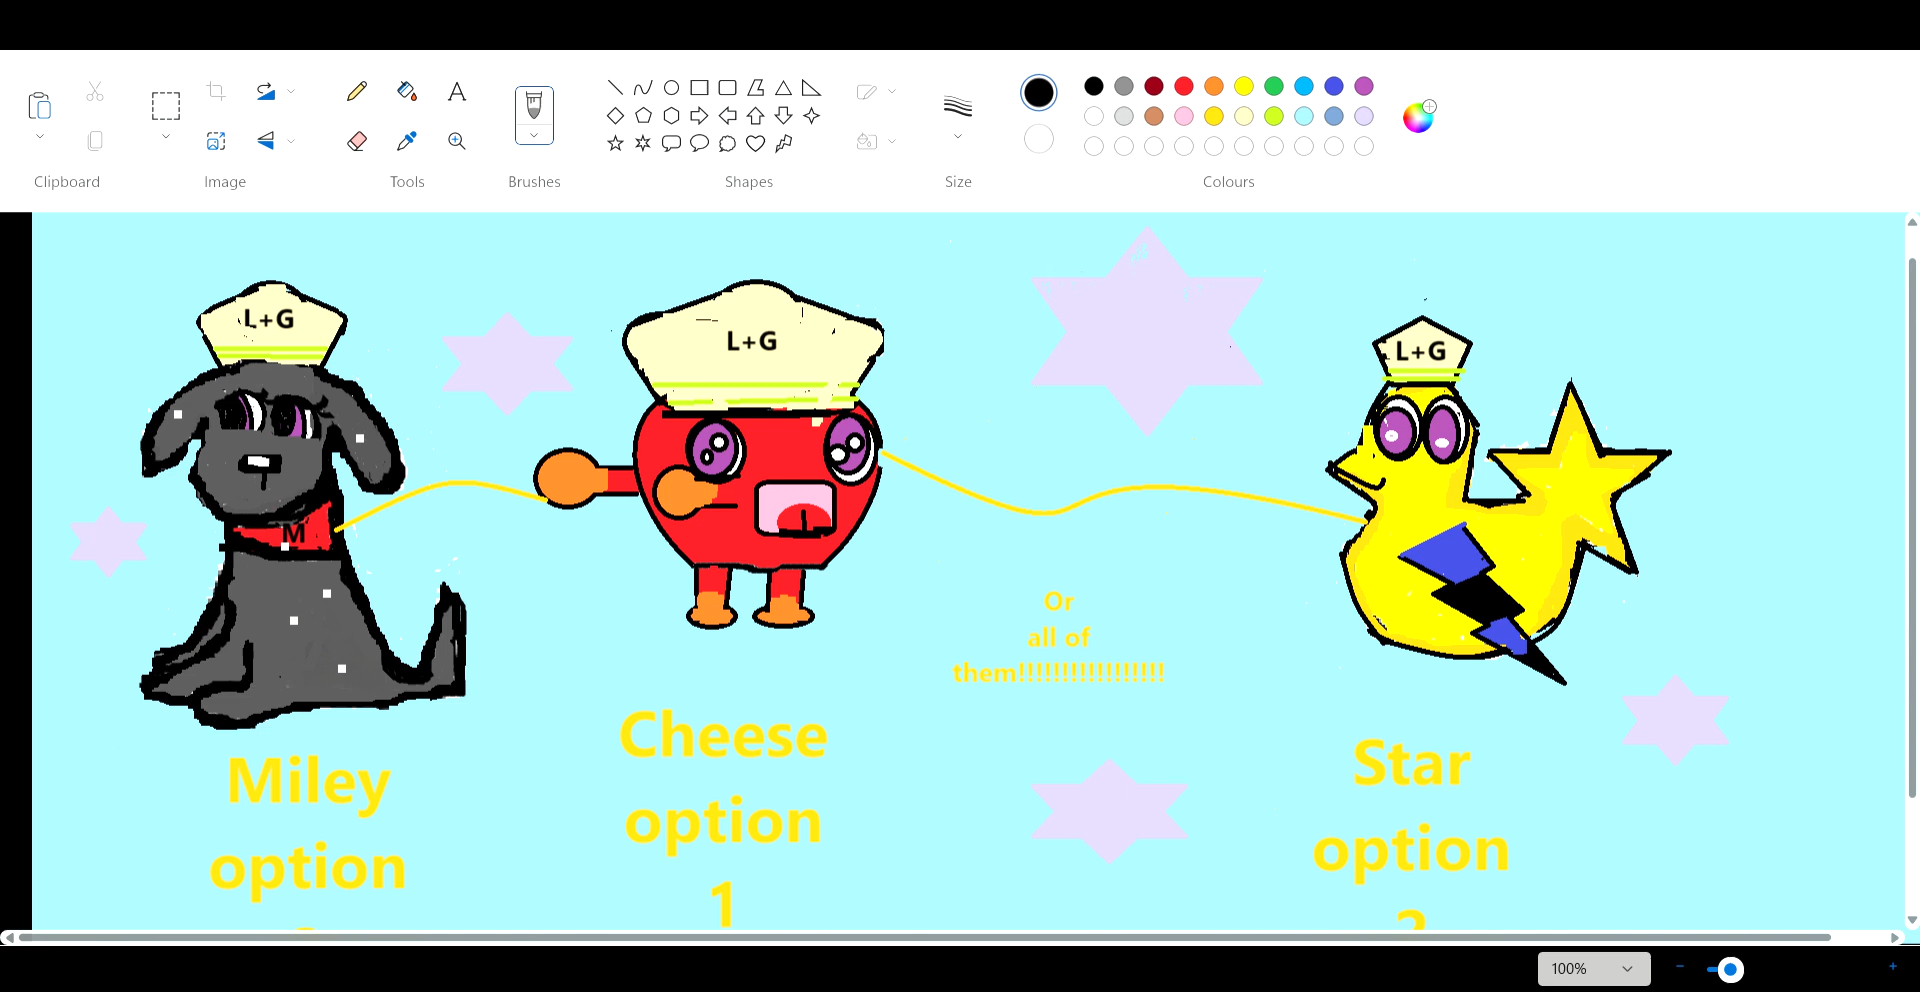 Clipboard
Image
Tools
Brushes
Shapes
Size
Colours
L+G
L+G
L+G
M
Or
all of
them!!!!!!!!!!!!!!!!!
Miley
option
Cheese
option
1
Star
option
100%